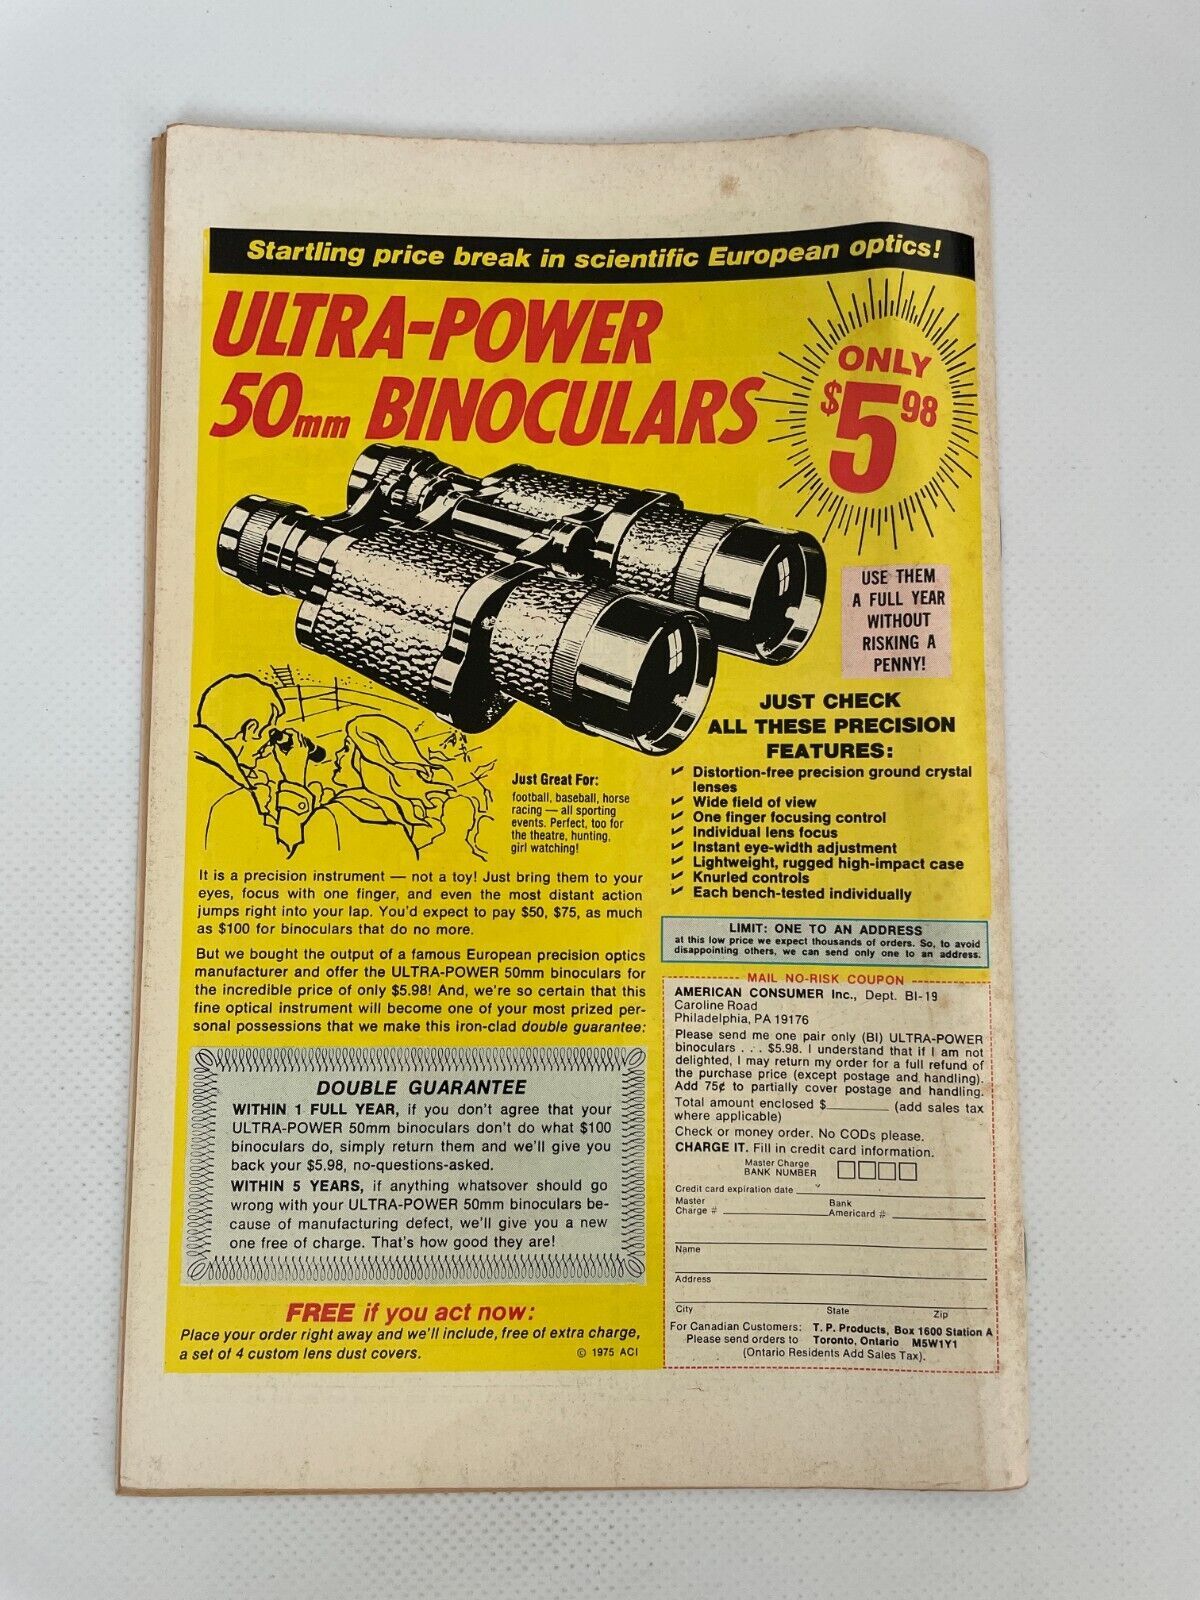 Startling price break in scientific European optics!
ULTRA-POWER
50mm BINOCULARS
ONLY
$5.98
USE THEM
A FULL YEAR
WITHOUT
RISKING A
PENNY!
JUST CHECK
ALL THESE PRECISION
FEATURES:
Distortion-free precision ground crystal
lenses
Wide field of view
One finger focusing control
Individual lens focus
Instant eye-width adjustment
Lightweight, rugged high-impact case
Knurled controls
Each bench-tested individually
Just Great For:
football, baseball, horse
racing — all sporting
events. Perfect, too for
the theatre, hunting,
girl watching!
It is a precision instrument — not a toy! Just bring them to your
eyes, focus with one finger, and even the most distant action
jumps right into your lap. You'd expect to pay $50, $75, as much
as $100 for binoculars that do no more.
But we bought the output of a famous European precision optics
manufacturer and offer the ULTRA-POWER 50mm binoculars for
the incredible price of only $5.98! And, we're so certain that this
fine optical instrument will become one of your most prized per-
sonal possessions that we make this iron-clad double guarantee:
DOUBLE GUARANTEE
WITHIN 1 FULL YEAR, if you don't agree that your
ULTRA-POWER 50mm binoculars don't do what $100
binoculars do, simply return them and we'll give you
back your $5.98, no-questions-asked.
WITHIN 5 YEARS, if anything whatsoever should go
wrong with your ULTRA-POWER 50mm binoculars be-
cause of manufacturing defect, we'll give you a new
one free of charge. That's how good they are!
FREE if you act now:
Place your order right away and we'll include, free of extra charge,
a set of 4 custom lens dust covers.
© 1975 ACI
LIMIT: ONE TO AN ADDRESS
at this low price we expect thousands of orders. So, to avoid
disappointing others, we can send only one to an address.
MAIL NO-RISK COUPON
AMERICAN CONSUMER Inc., Dept. BI-19
Caroline Road
Philadelphia, PA 19176
Please send me one pair only (BI) ULTRA-POWER
binoculars . . . $5.98. I understand that if I am not
delighted, I may return my order for a full refund of
the purchase price (except postage and handling).
Add 75¢ to partially cover postage and handling.
Total amount enclosed $________ (add sales tax
where applicable)
Check or money order. No CODs please.
CHARGE IT. Fill in credit card information.
Master Charge
BANK NUMBER
Credit card expiration date
Master Bank
Charge # Americard #
Name
Address
City State Zip
For Canadian Customers: T. P. Products, Box 1600 Station A
Please send orders to Toronto, Ontario M5W1Y1
(Ontario Residents Add Sales Tax).